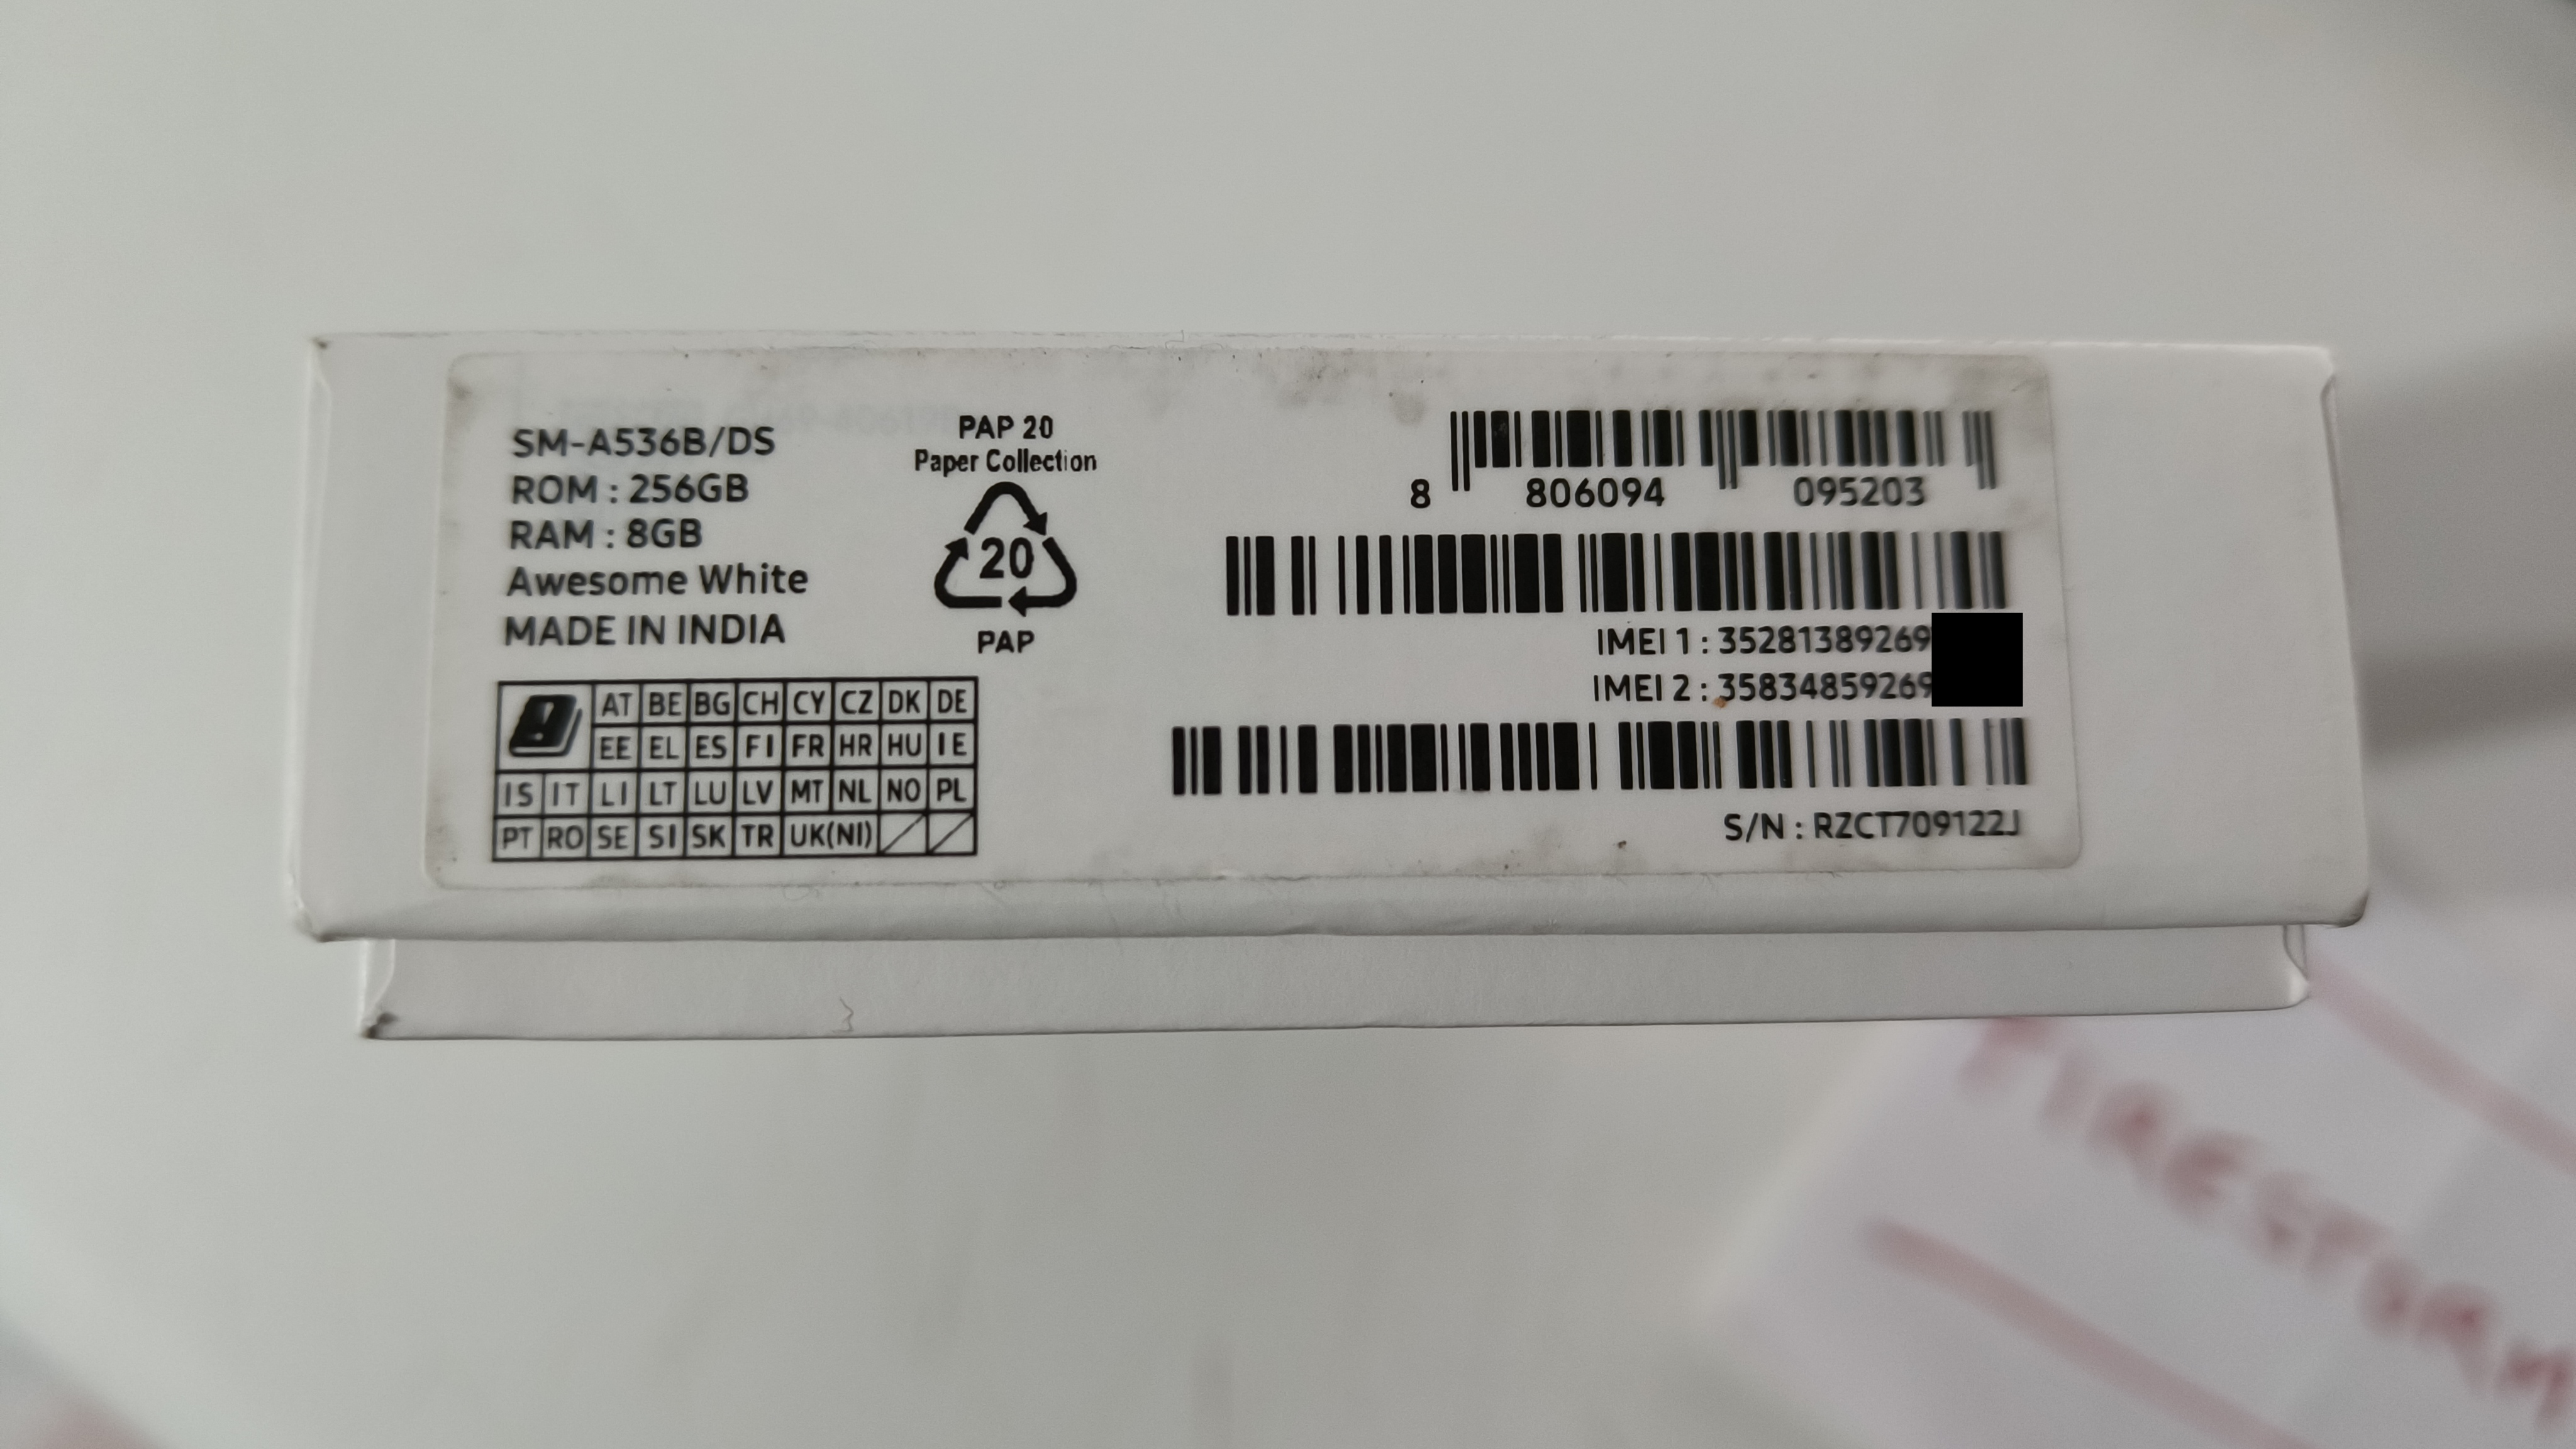 SM-A536B/DS
ROM : 256GB
RAM : 8GB
Awesome White
MADE IN INDIA
PAP 20
Paper Collection
20
PAP
AT BE BG CH CY CZ DK DE
EE EL ES FI FR HR HU IE
IS IT LI LT LU LV MT NL NO PL
PT RO SE SI SK TR UK(NI)
8 806094 095203
IMEI 1 : 35281389269
IMEI 2 : 35834859269
S/N : RZCT709122J